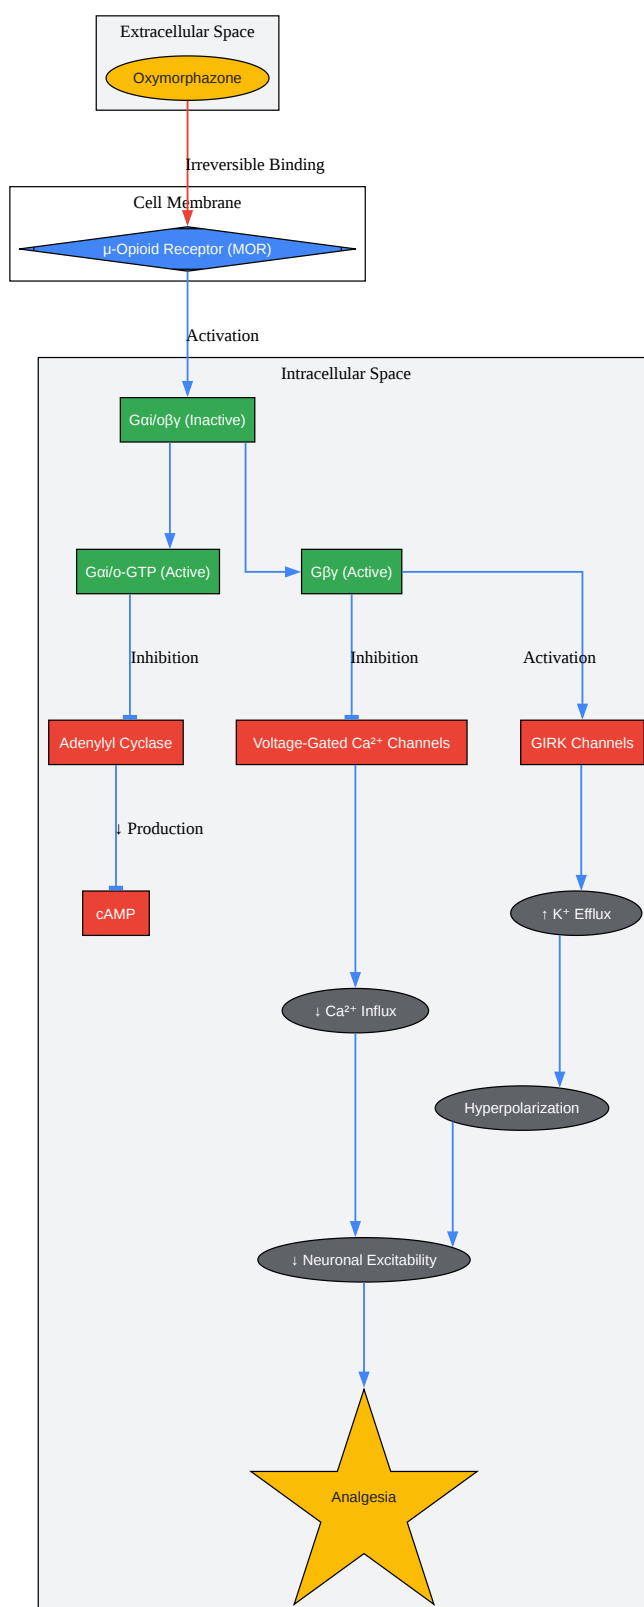 Extracellular Space
Oxymorphazone
Irreversible Binding
Cell Membrane
μ-Opioid Receptor (MOR)
Activation
Intracellular Space
Gαi/oβγ (Inactive)
Gαi/o-GTP (Active)
Gβγ (Active)
Inhibition
Inhibition
Activation
Adenylyl Cyclase
Voltage-Gated Ca²⁺ Channels
GIRK Channels
↓ Production
cAMP
↑ K⁺ Efflux
↓ Ca²⁺ Influx
Hyperpolarization
↓ Neuronal Excitability
Analgesia